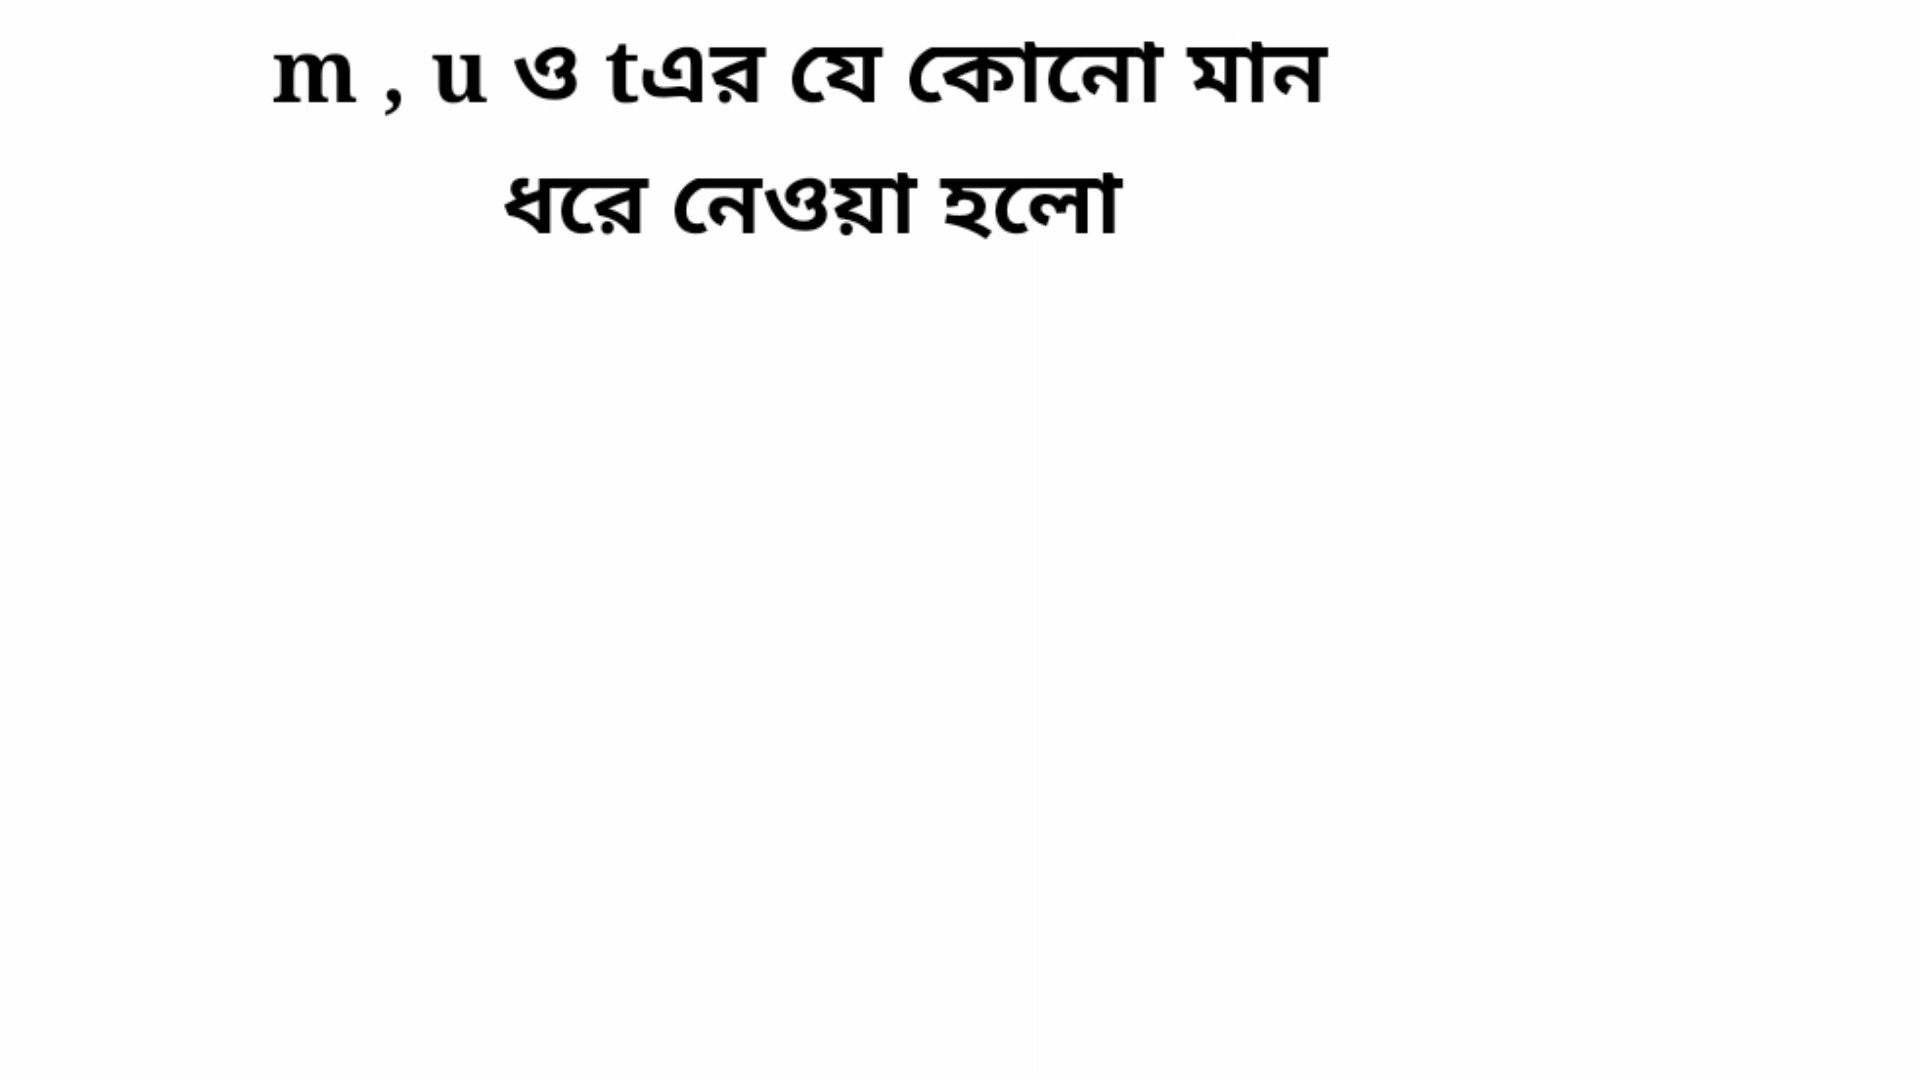 m , u ও tএর যে কোনো মান
ধরে নেওয়া হলো